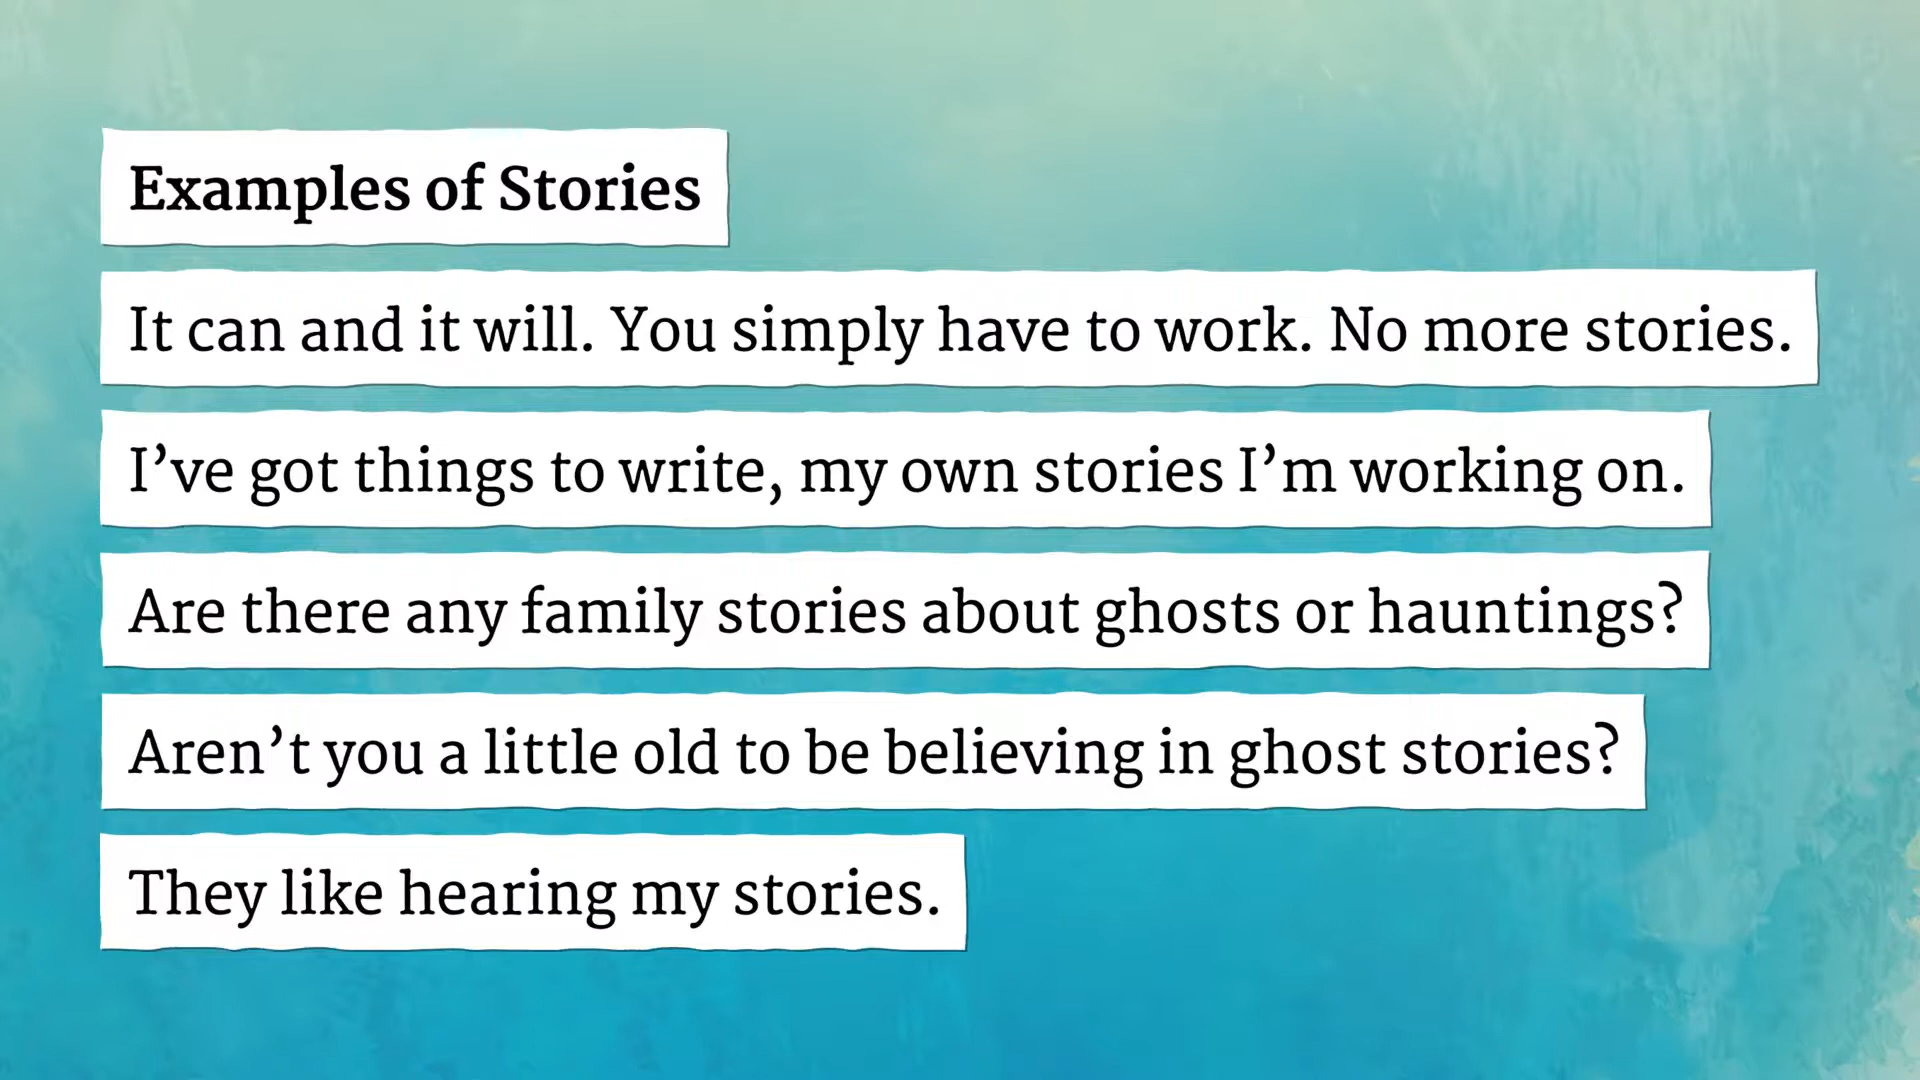 Examples of Stories
It can and it will. You simply have to work. No more stories.
I’ve got things to write, my own stories I’m working on.
Are there any family stories about ghosts or hauntings?
Aren’t you a little old to be believing in ghost stories?
They like hearing my stories.